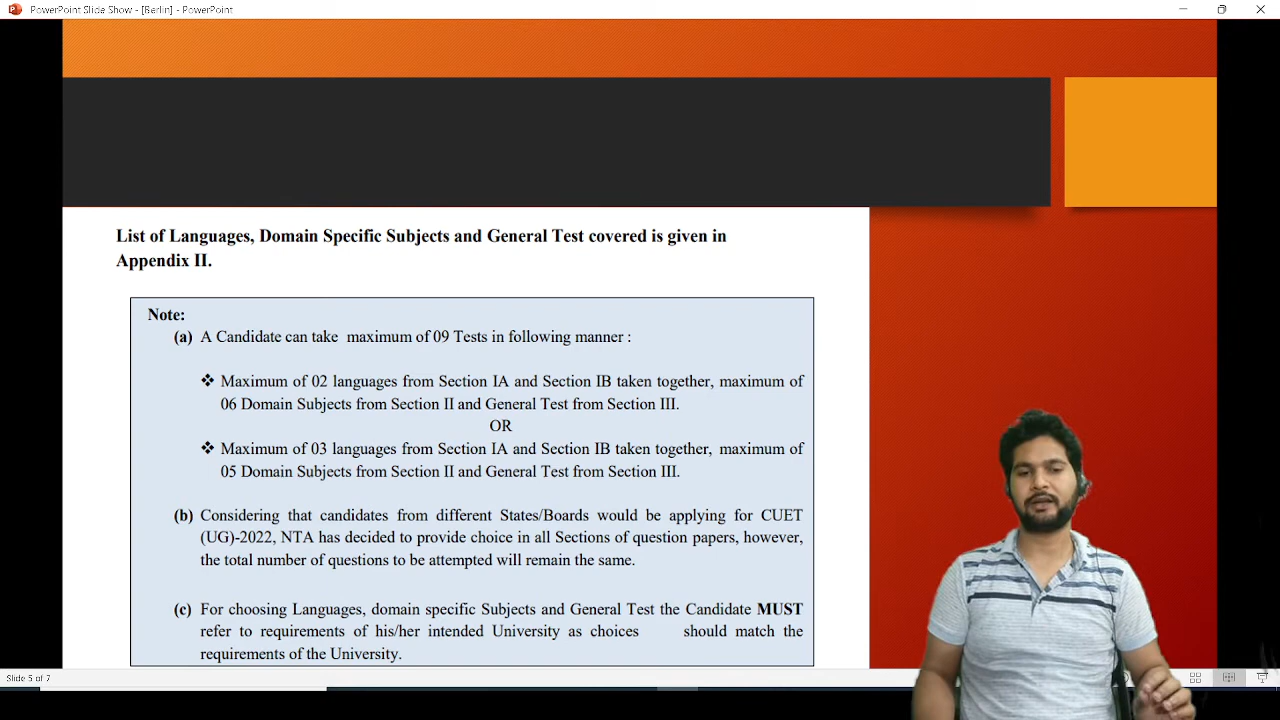 PowerPoint Slide Show - [Berlin] - PowerPoint
List of Languages, Domain Specific Subjects and General Test covered is given in
Appendix II.
Note:
(a) A Candidate can take maximum of 09 Tests in following manner :
❖ Maximum of 02 languages from Section IA and Section IB taken together, maximum of
06 Domain Subjects from Section II and General Test from Section III.
OR
❖ Maximum of 03 languages from Section IA and Section IB taken together, maximum of
05 Domain Subjects from Section II and General Test from Section III.
(b) Considering that candidates from different States/Boards would be applying for CUET
(UG)-2022, NTA has decided to provide choice in all Sections of question papers, however,
the total number of questions to be attempted will remain the same.
(c) For choosing Languages, domain specific Subjects and General Test the Candidate MUST
refer to requirements of his/her intended University as choices should match the
requirements of the University.
Slide 5 of 7